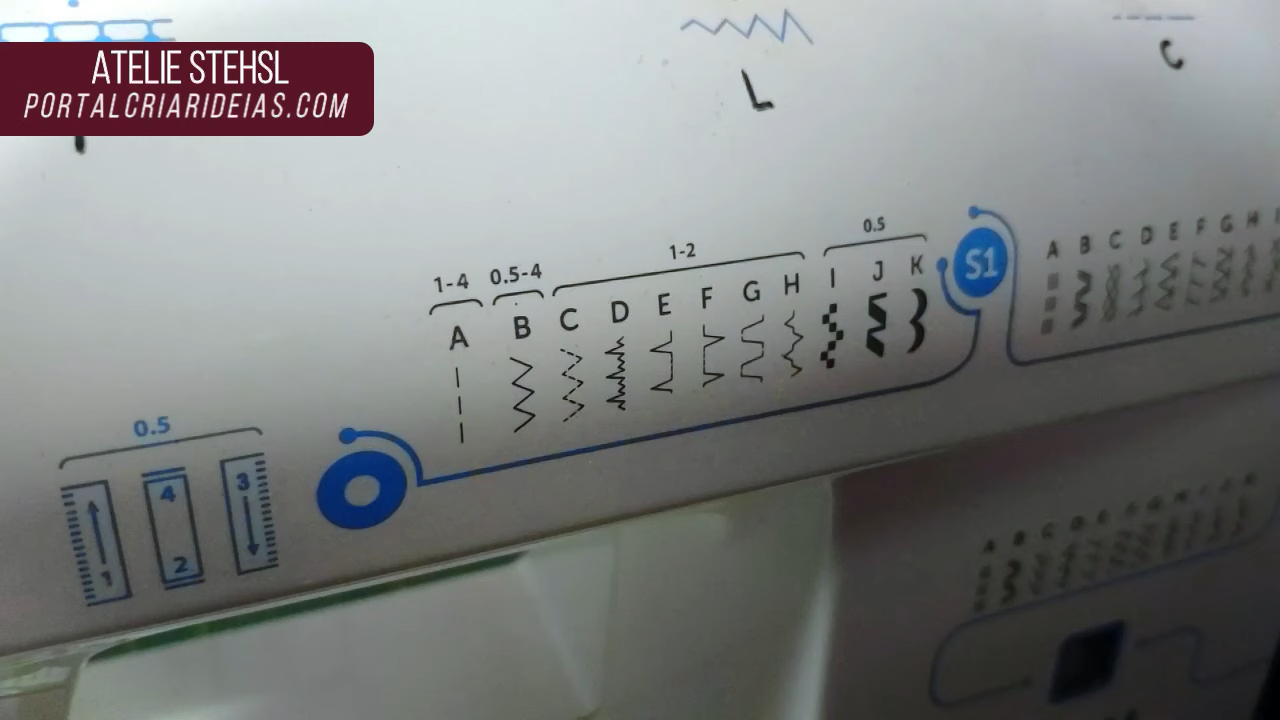 ATELIE STEHSL
PORTALCRIARIDEIAS.COM
L
C
1-4 0.5-4 1-2 0.5
A B C D E F G H I J K
S1
A B C D E F G H
0.5
1 4 2 3